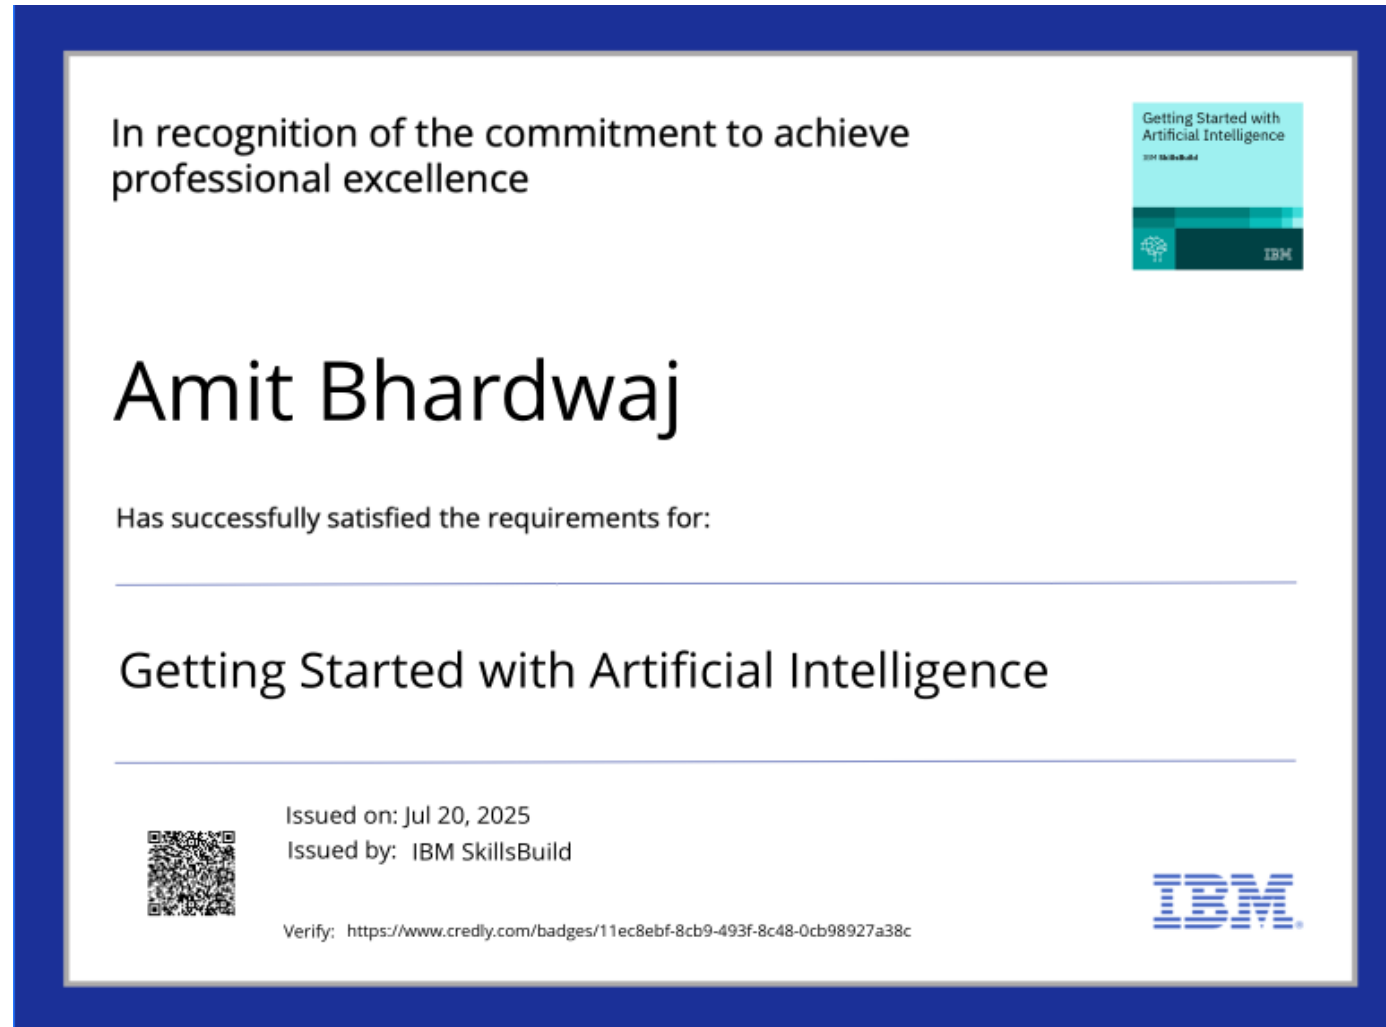 In recognition of the commitment to achieve
professional excellence
Getting Started with
Artificial Intelligence
IBM SkillsBuild
IBM
Amit Bhardwaj
Has successfully satisfied the requirements for:
Getting Started with Artificial Intelligence
Issued on: Jul 20, 2025
Issued by: IBM SkillsBuild
IBM®
Verify: https://www.credly.com/badges/11ec8ebf-8cb9-493f-8c48-0cb98927a38c